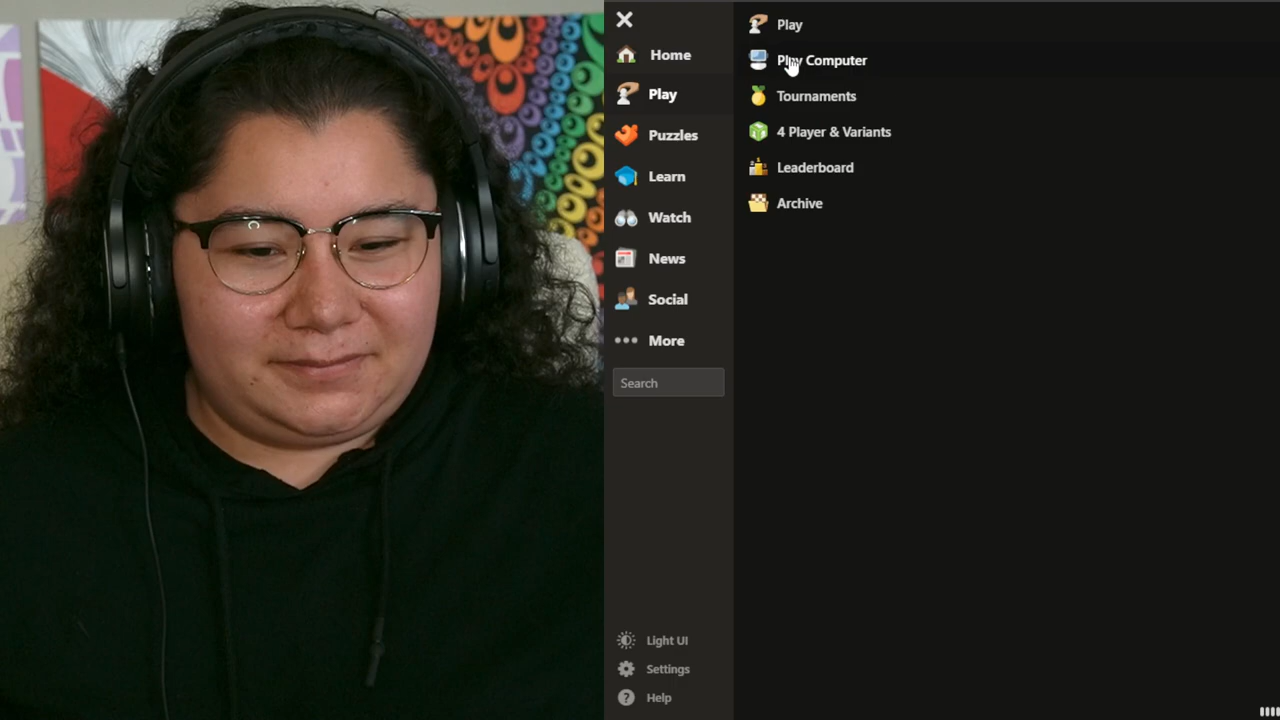 Home
Play
Puzzles
Learn
Watch
News
Social
More
Search
Light UI
Settings
Help
Play
Play Computer
Tournaments
4 Player & Variants
Leaderboard
Archive